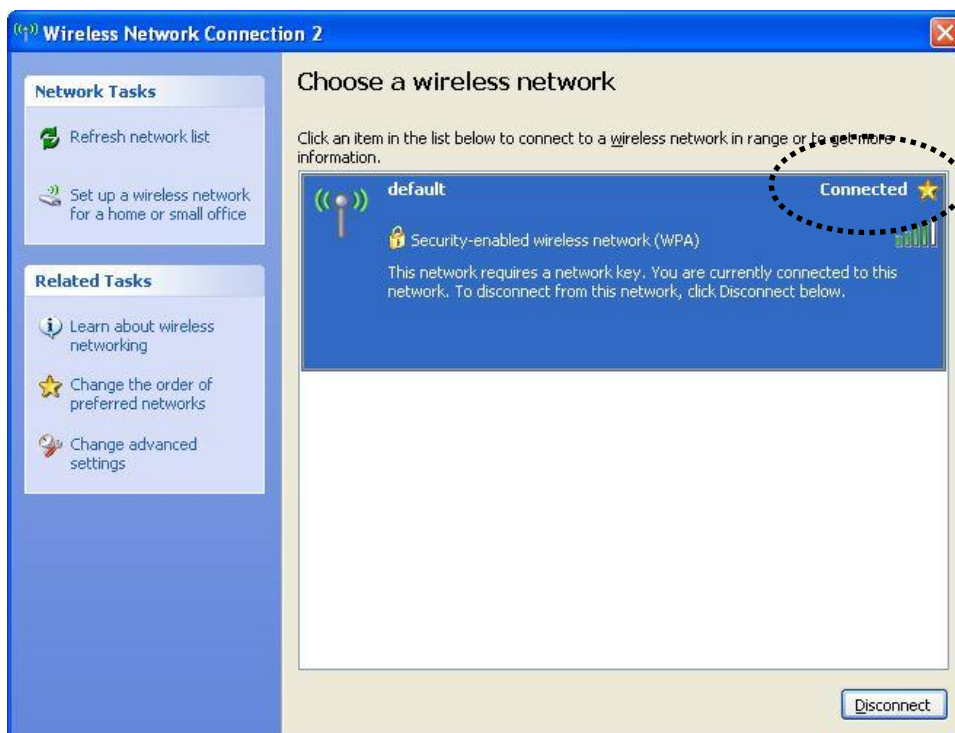 Wireless Network Connection 2
Network Tasks
Refresh network list
Set up a wireless network
for a home or small office
Related Tasks
Learn about wireless
networking
Change the order of
preferred networks
Change advanced
settings
Choose a wireless network
Click an item in the list below to connect to a wireless network in range or to get more
information.
default
Connected
Security-enabled wireless network (WPA)
This network requires a network key. You are currently connected to this
network. To disconnect from this network, click Disconnect below.
Disconnect